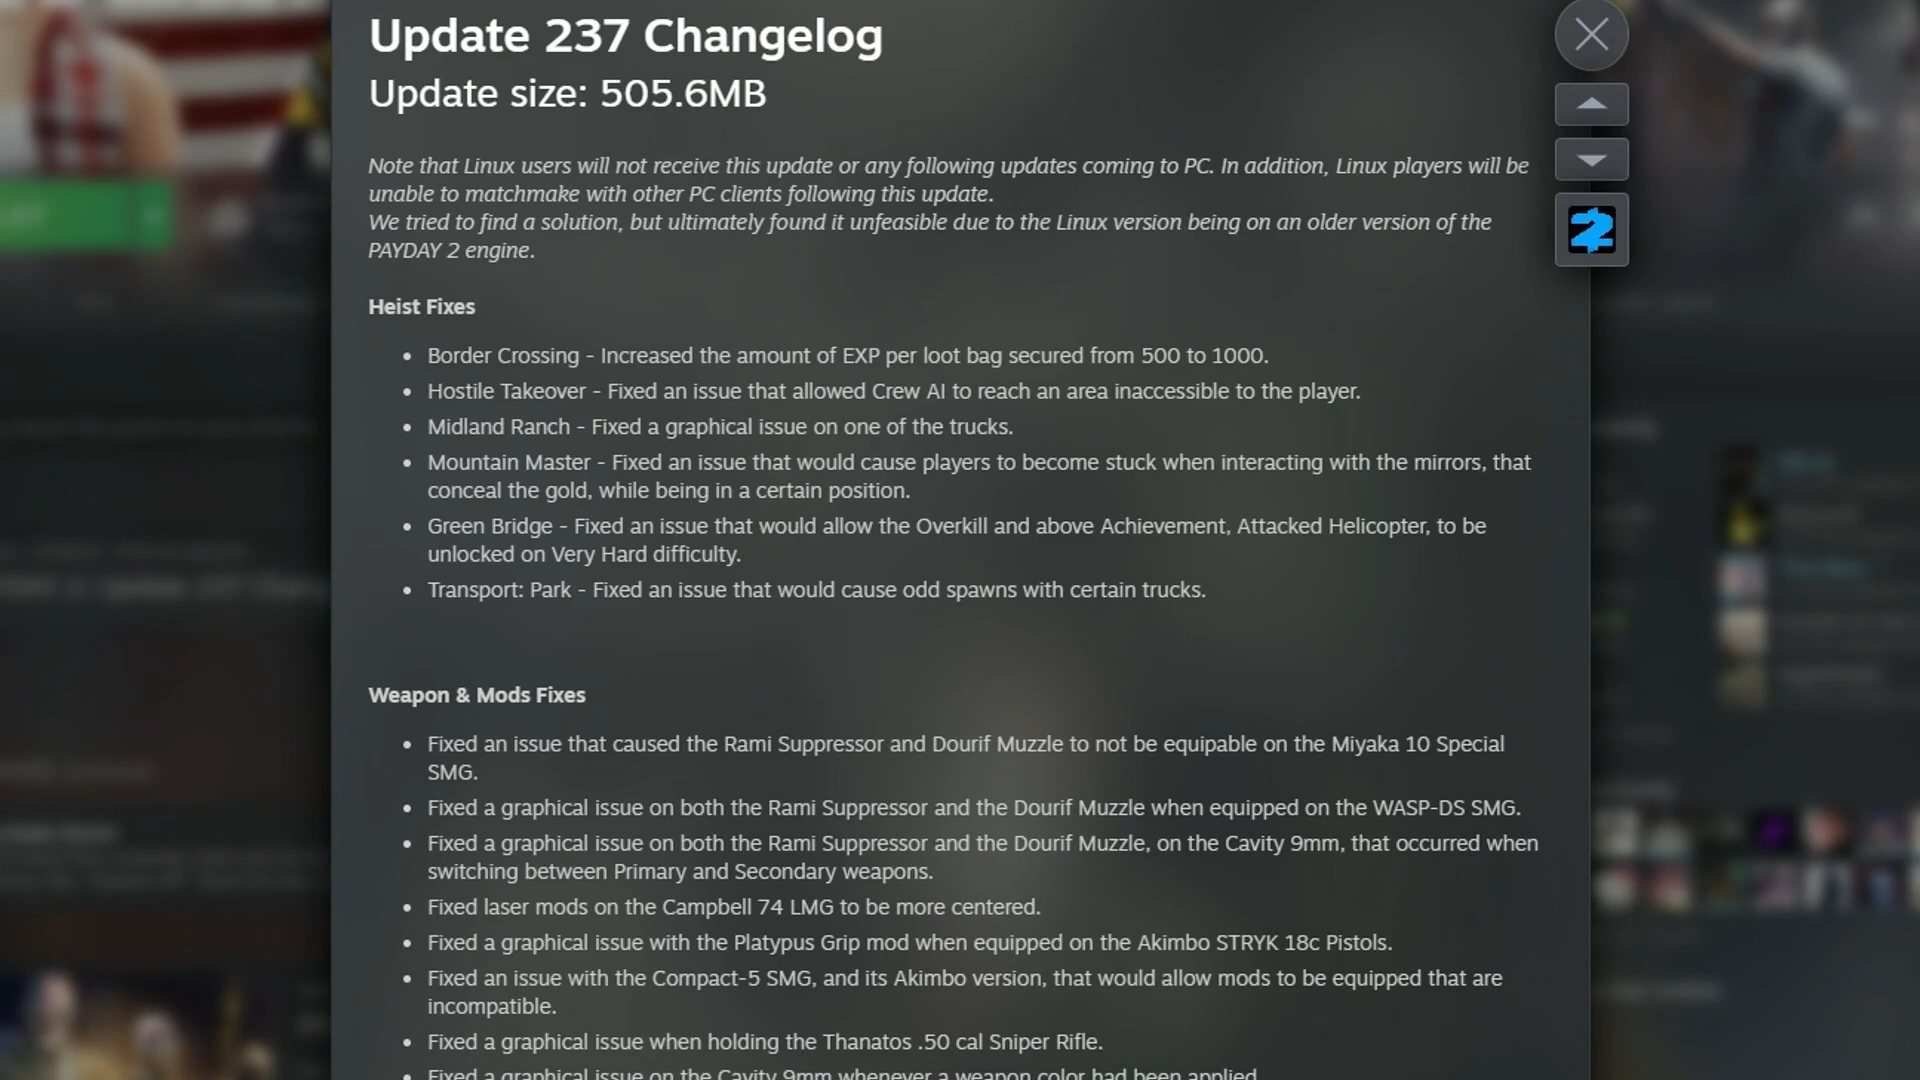 Update 237 Changelog
Update size: 505.6MB
Note that Linux users will not receive this update or any following updates coming to PC. In addition, Linux players will be
unable to matchmake with other PC clients following this update.
We tried to find a solution, but ultimately found it unfeasible due to the Linux version being on an older version of the
PAYDAY 2 engine.
2
Heist Fixes
• Border Crossing - Increased the amount of EXP per loot bag secured from 500 to 1000.
• Hostile Takeover - Fixed an issue that allowed Crew AI to reach an area inaccessible to the player.
• Midland Ranch - Fixed a graphical issue on one of the trucks.
• Mountain Master - Fixed an issue that would cause players to become stuck when interacting with the mirrors, that
conceal the gold, while being in a certain position.
• Green Bridge - Fixed an issue that would allow the Overkill and above Achievement, Attacked Helicopter, to be
unlocked on Very Hard difficulty.
• Transport: Park - Fixed an issue that would cause odd spawns with certain trucks.
Weapon & Mods Fixes
• Fixed an issue that caused the Rami Suppressor and Dourif Muzzle to not be equipable on the Miyaka 10 Special
SMG.
• Fixed a graphical issue on both the Rami Suppressor and the Dourif Muzzle when equipped on the WASP-DS SMG.
• Fixed a graphical issue on both the Rami Suppressor and the Dourif Muzzle, on the Cavity 9mm, that occurred when
switching between Primary and Secondary weapons.
• Fixed laser mods on the Campbell 74 LMG to be more centered.
• Fixed a graphical issue with the Platypus Grip mod when equipped on the Akimbo STRYK 18c Pistols.
• Fixed an issue with the Compact-5 SMG, and its Akimbo version, that would allow mods to be equipped that are
incompatible.
• Fixed a graphical issue when holding the Thanatos .50 cal Sniper Rifle.
• Fixed a graphical issue on the Cavity 9mm whenever a weapon color had been applied.